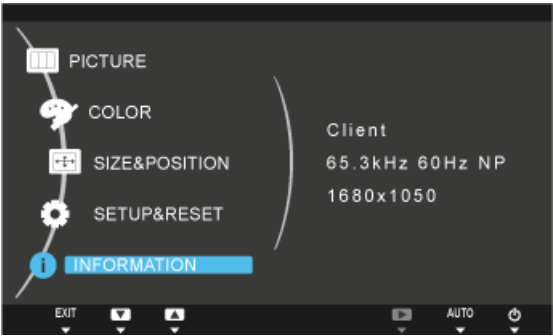 PICTURE
COLOR
SIZE&POSITION
SETUP&RESET
INFORMATION
Client
65.3kHz 60Hz NP
1680x1050
EXIT
AUTO